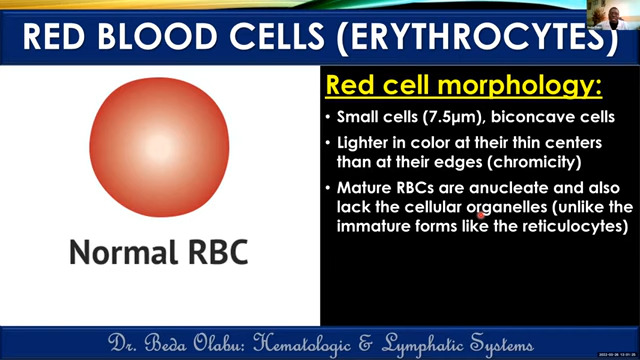 RED BLOOD CELLS (ERYTHROCYTES)
Normal RBC
Red cell morphology:
• Small cells (7.5µm), biconcave cells
• Lighter in color at their thin centers
than at their edges (chromicity)
• Mature RBCs are anucleate and also
lack the cellular organelles (unlike the
immature forms like the reticulocytes)
Dr. Beda Olabu: Hematologic & Lymphatic Systems